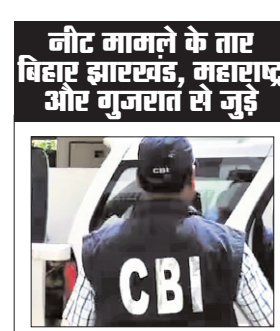 नीट मामले के तार
बिहार झारखंड, महाराष्ट्र
और गुजरात से जुड़े
CBI
CBI